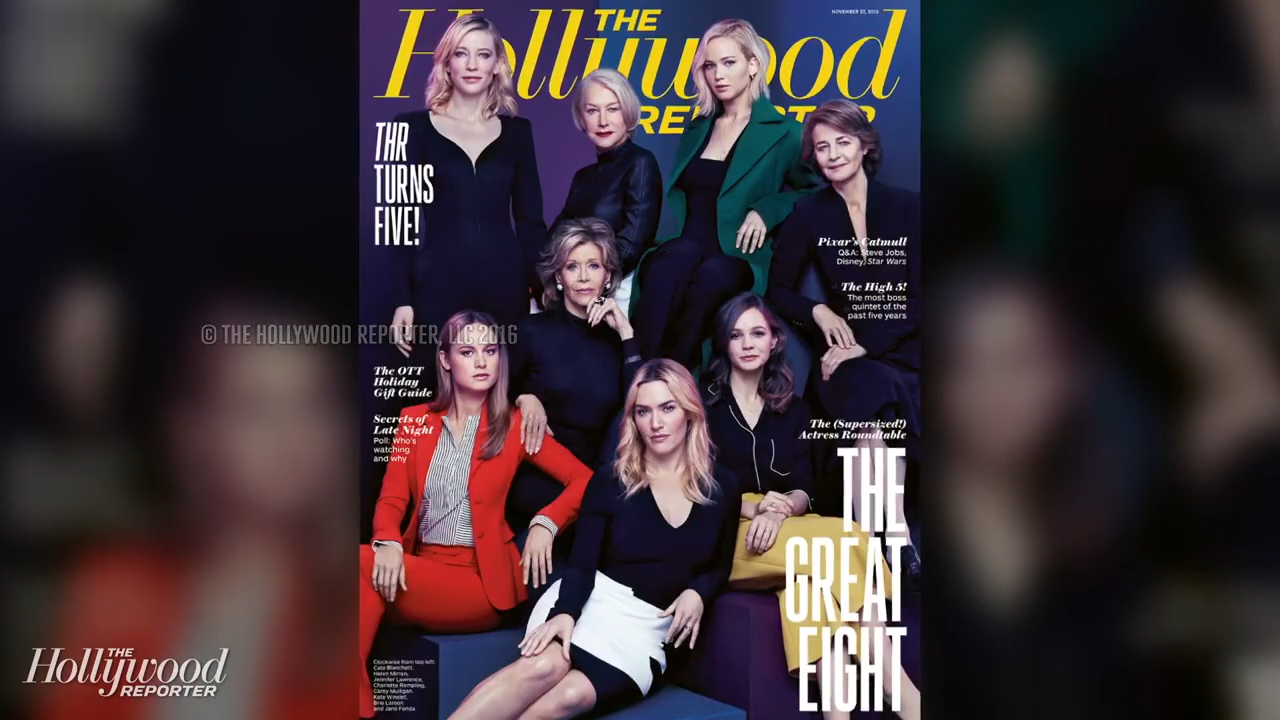 NOVEMBER 27, 2015
THE
Hollywood
REPORTER
THR
TURNS
FIVE!
Pixar's Catmull
Q&A: Steve Jobs,
Disney, Star Wars
The High 5!
The most boss
quintet of the
past five years
© THE HOLLYWOOD REPORTER, LLC 2016
The OTT
Holiday
Gift Guide
Secrets of
Late Night
Poll: Who's
watching
and why
The (Supersized!)
Actress Roundtable
THE
GREAT
EIGHT
Clockwise from top left:
Cate Blanchett,
Helen Mirren,
Jennifer Lawrence,
Charlotte Rampling,
Carey Mulligan,
Kate Winslet,
Brie Larson
and Jane Fonda
THE
Hollywood
REPORTER